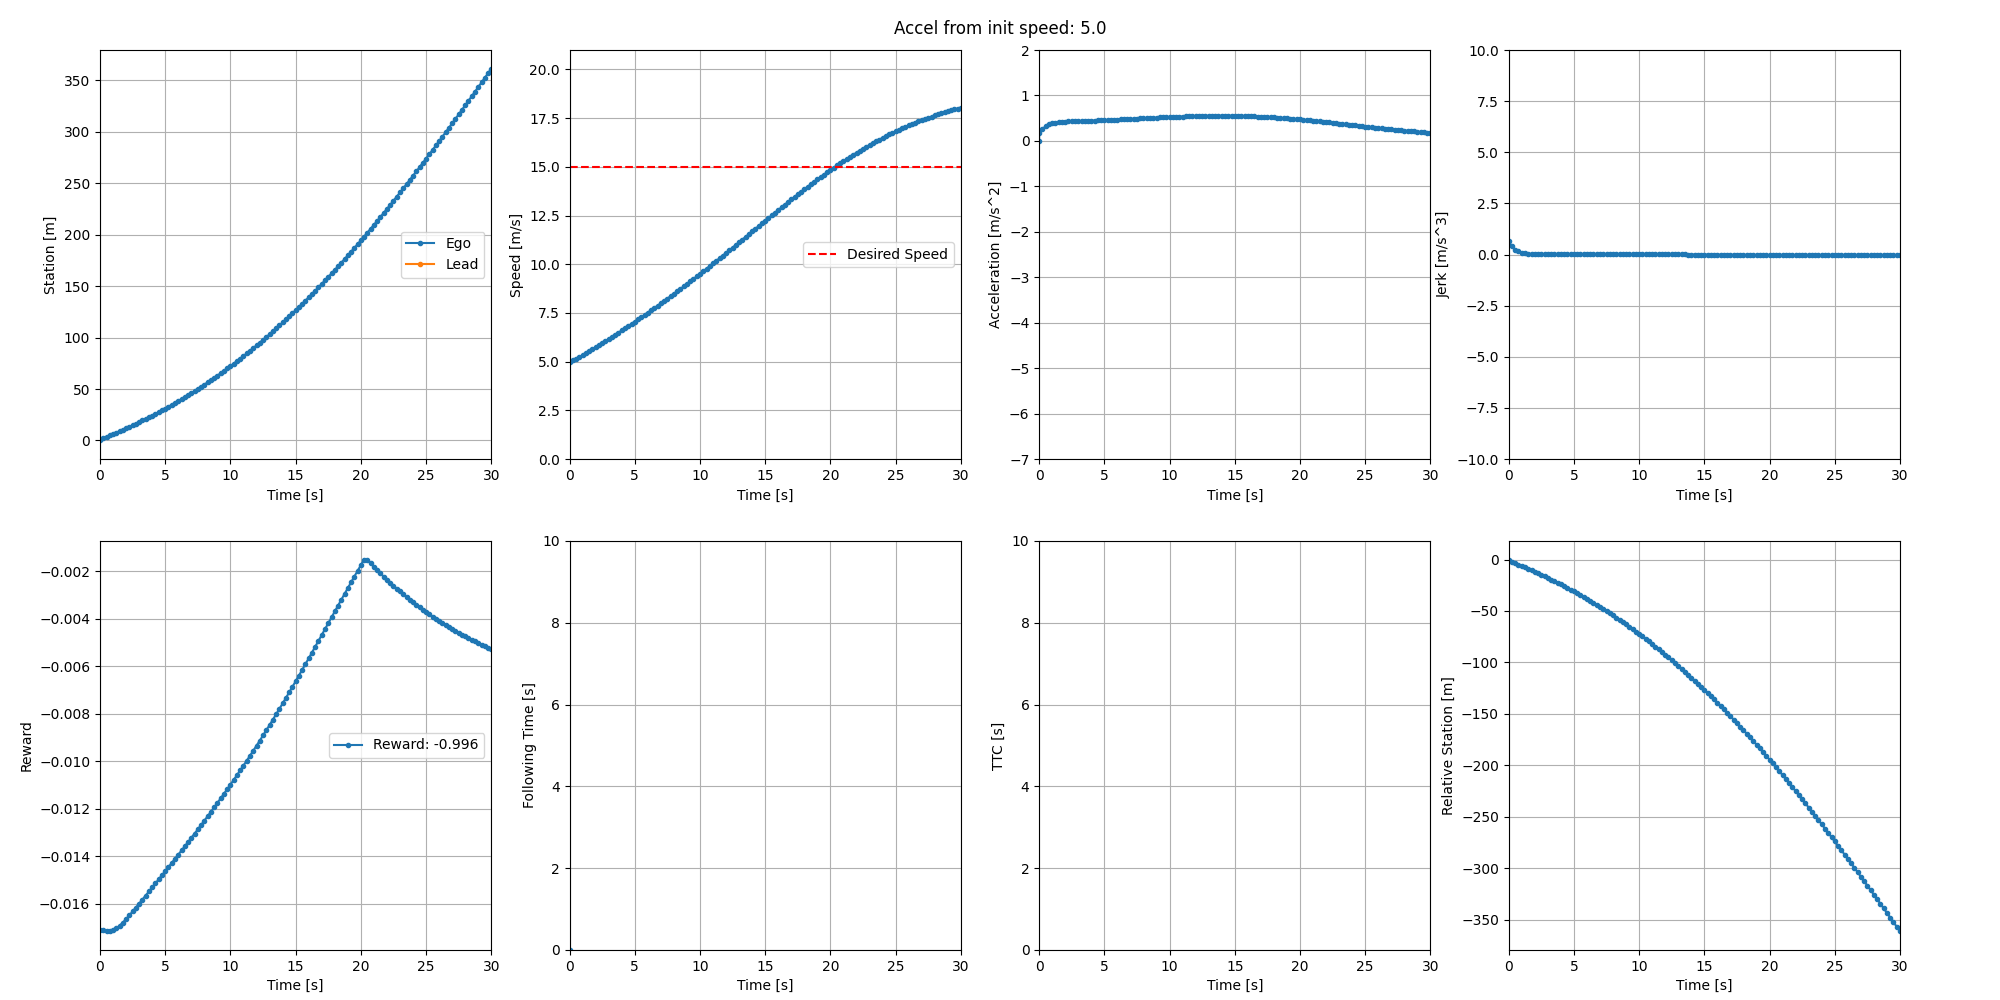 Accel from init speed: 5.0
350
300
250
200
150
100
50
0
Station [m]
Ego
Lead
0 5 10 15 20 25 30
Time [s]
20.0
17.5
15.0
12.5
10.0
7.5
5.0
2.5
0.0
Speed [m/s]
Desired Speed
0 5 10 15 20 25 30
Time [s]
2
1
0
−1
−2
−3
−4
−5
−6
−7
Acceleration [m/s^2]
0 5 10 15 20 25 30
Time [s]
10.0
7.5
5.0
2.5
0.0
−2.5
−5.0
−7.5
−10.0
Jerk [m/s^3]
0 5 10 15 20 25 30
Time [s]
−0.002
−0.004
−0.006
−0.008
−0.010
−0.012
−0.014
−0.016
Reward
Reward: -0.996
0 5 10 15 20 25 30
Time [s]
10
8
6
4
2
0
Following Time [s]
0 5 10 15 20 25 30
Time [s]
10
8
6
4
2
0
TTC [s]
0 5 10 15 20 25 30
Time [s]
0
−50
−100
−150
−200
−250
−300
−350
Relative Station [m]
0 5 10 15 20 25 30
Time [s]